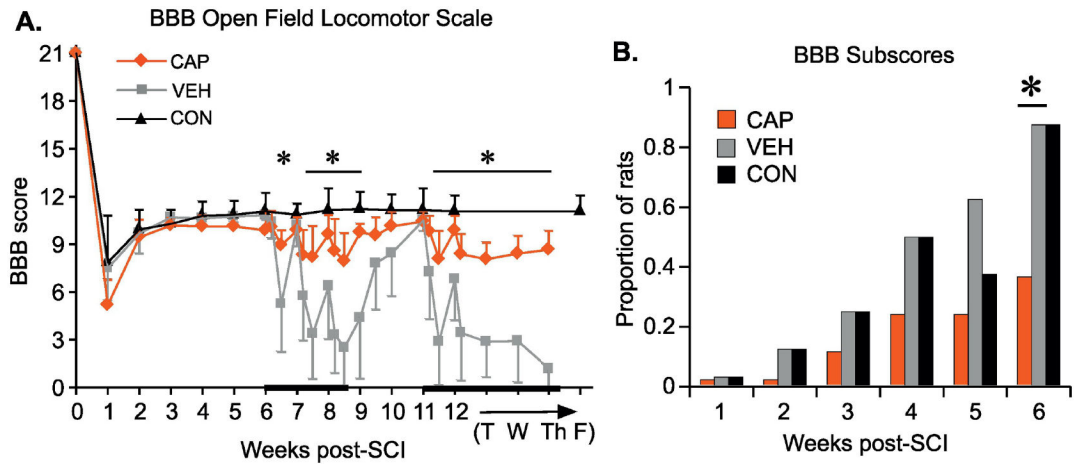 A.
BBB Open Field Locomotor Scale
CAP
VEH
CON
*
*
*
BBB score
21
18
15
12
9
6
3
0
0 1 2 3 4 5 6 7 8 9 10 11 12
(T W Th F)
Weeks post-SCI
B.
BBB Subscores
CAP
VEH
CON
*
Proportion of rats
1
0.8
0.6
0.4
0.2
0
1 2 3 4 5 6
Weeks post-SCI